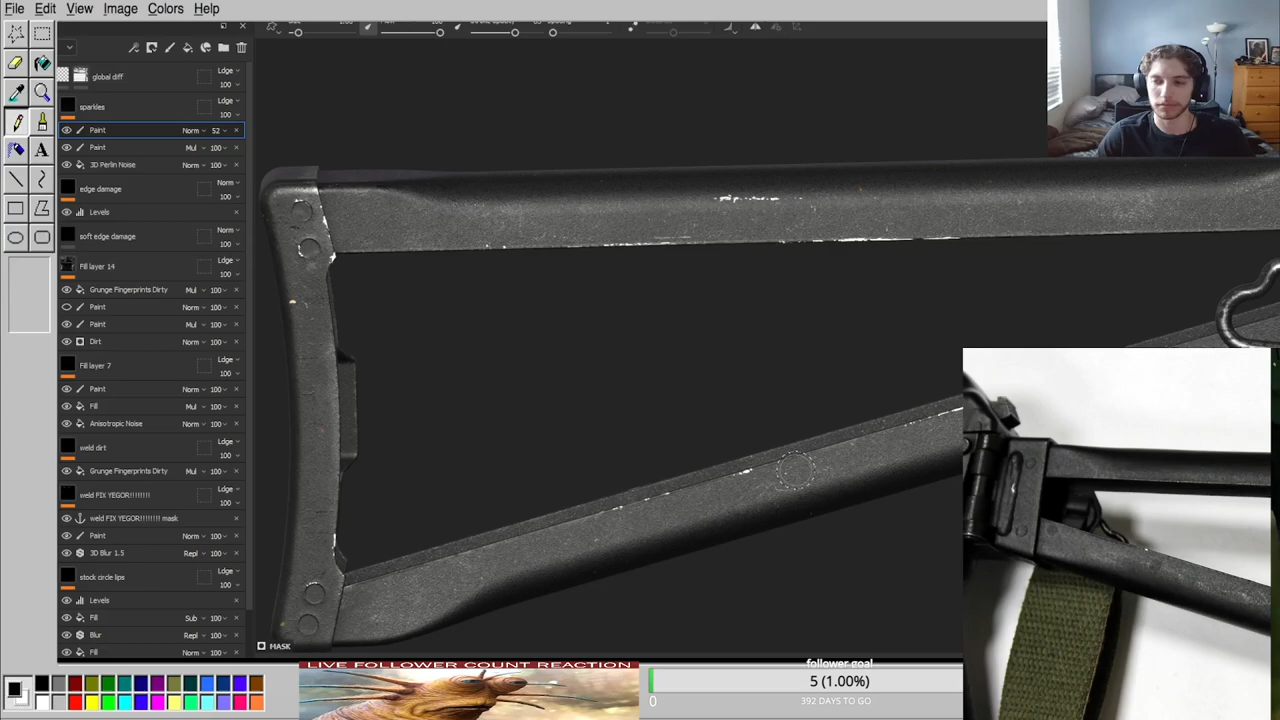 File Edit View Image Colors Help
global diff Ldge 100
sparkles Ldge 100
Paint Norm 52
Paint Mul 100
3D Perlin Noise Norm 100
edge damage Norm 100
Levels
soft edge damage Norm 100
Fill layer 14 Ldge 100
Grunge Fingerprints Dirty Mul 100
Paint Norm 100
Paint Mul 100
Dirt Norm 100
Fill layer 7 Ldge 100
Paint Norm 100
Fill Mul 100
Anisotropic Noise Norm 100
weld dirt Ldge 100
Grunge Fingerprints Dirty Mul 100
weld FIX YEGOR!!!!!!!! Ldge 100
weld FIX YEGOR!!!!!!!! mask
Paint Norm 100
3D Blur 1.5 Repl 100
stock circle lips Ldge 100
Levels
Fill Sub 100
Blur Repl 100
Fill Norm 100
MASK
LIVE FOLLOWER COUNT REACTION
follower goal
5 (1.00%)
0
392 DAYS TO GO